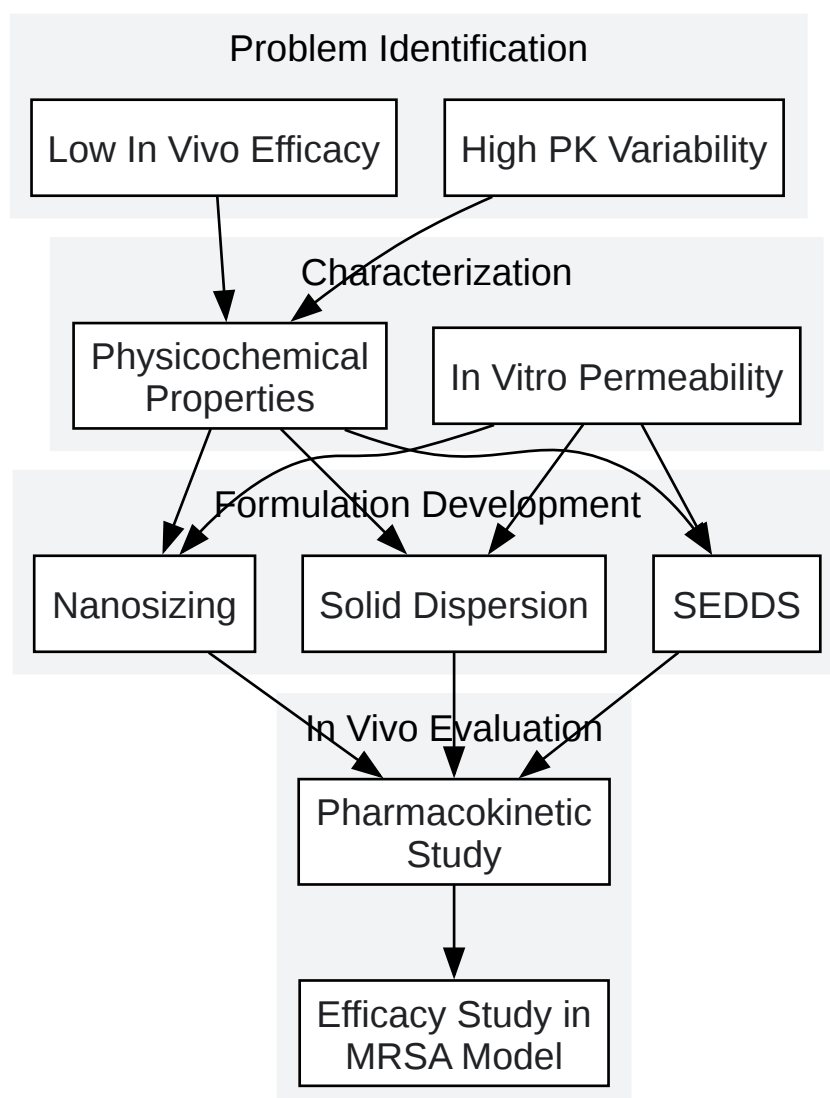 Problem Identification
Low In Vivo Efficacy
High PK Variability
Characterization
Physicochemical
Properties
In Vitro Permeability
Formulation Development
Nanosizing
Solid Dispersion
SEDDS
In Vivo Evaluation
Pharmacokinetic
Study
Efficacy Study in
MRSA Model